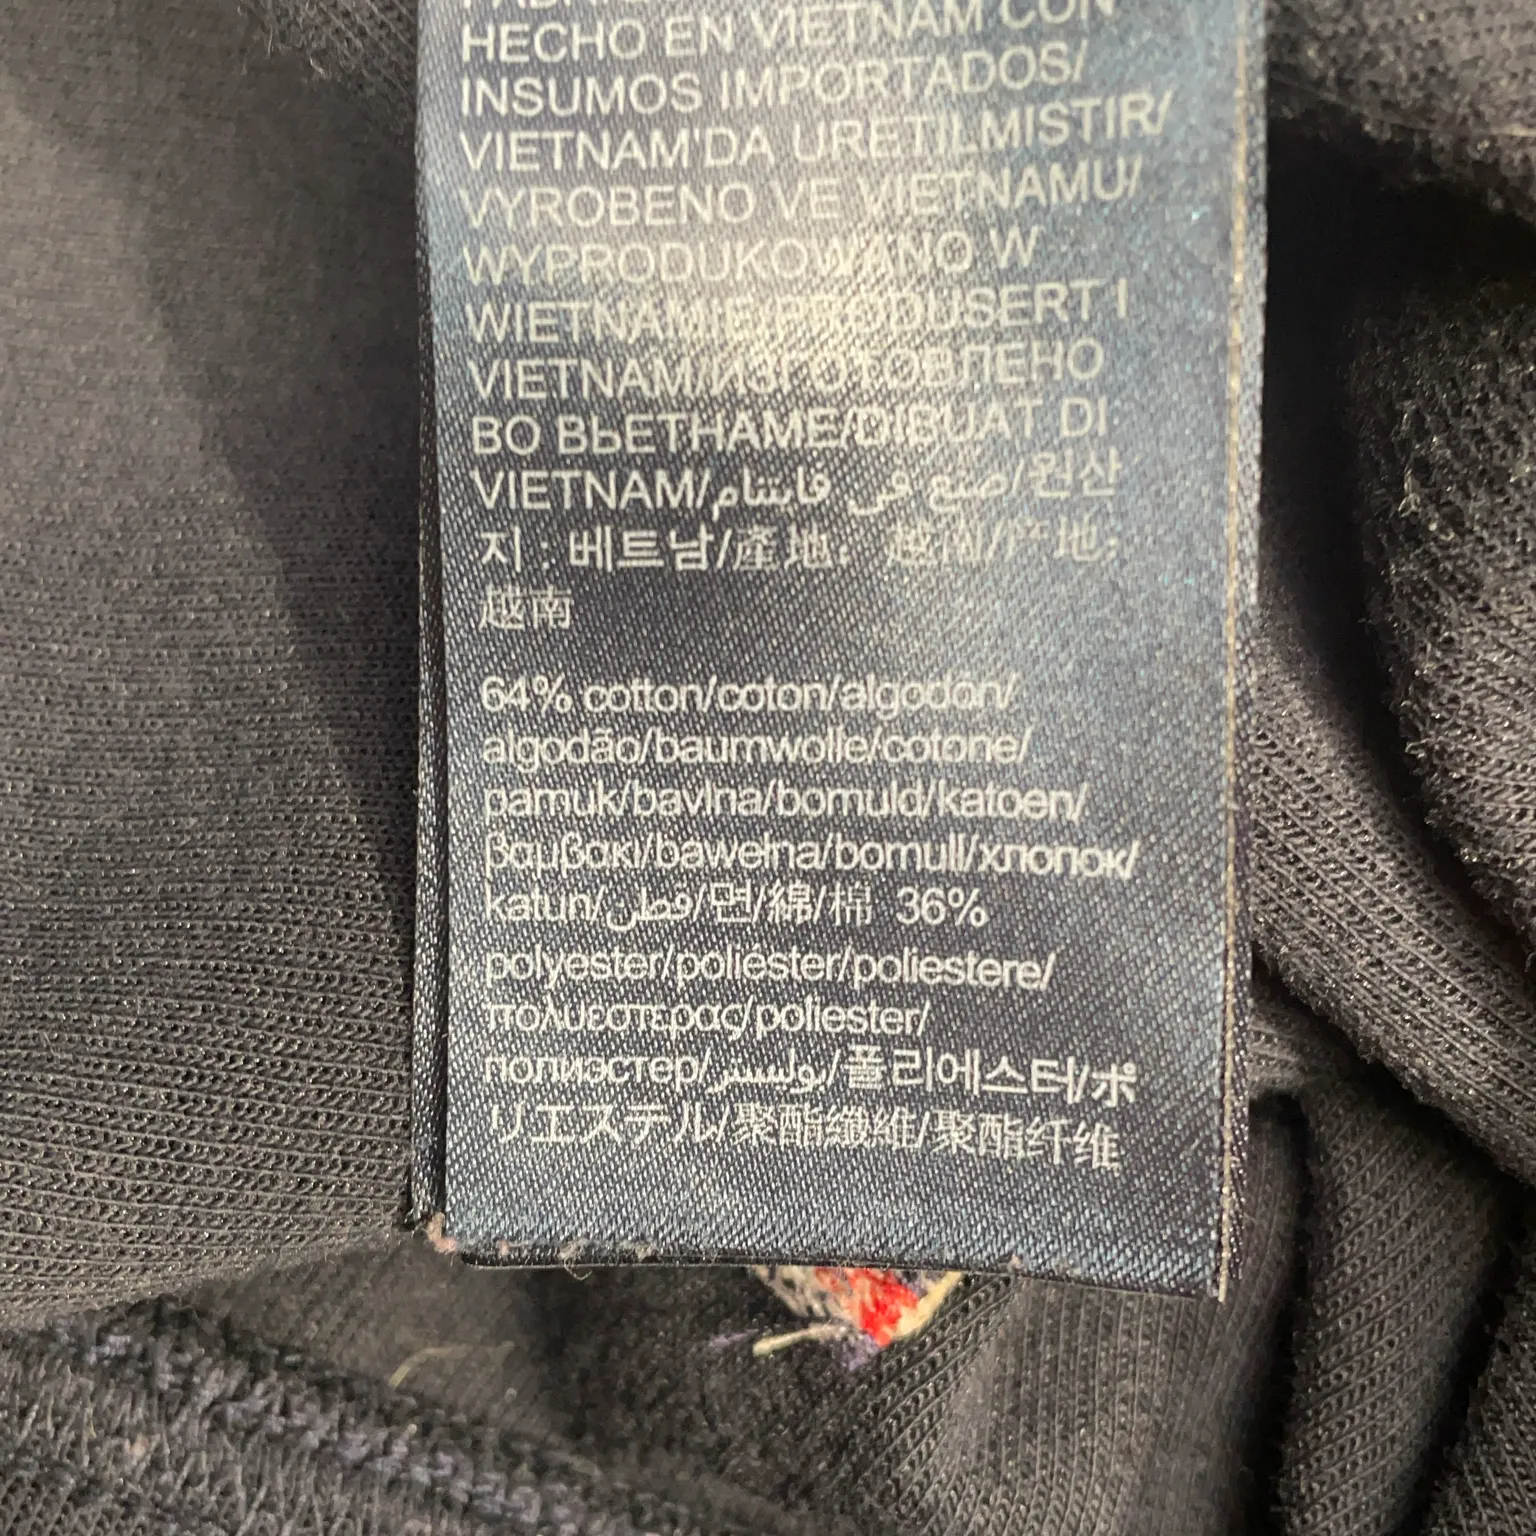 HECHO EN VIETNAM CON
INSUMOS IMPORTADOS/
VIETNAM'DA URETILMISTIR/
VYROBENO VE VIETNAMU/
WYPRODUKOWANO W
WIETNAMIE/PRODUSERT I
VIETNAM/ИЗГОТОВЛЕНО
ВО ВЬЕТНАМЕ/DIBUAT DI
VIETNAM/صنع في فايتنام/원산
지 : 베트남/產地: 越南/产地:
越南
64% cotton/coton/algodón/
algodão/baumwolle/cotone/
pamuk/bavlna/bomuld/katoen/
βαμβακι/bawełna/bomull/хлопок/
katun/قطن/면/綿/棉 36%
polyester/poliéster/poliestere/
πολυεστερας/poliester/
полиэстер/بوليستر/폴리에스터/ポ
リエステル/聚酯纖維/聚酯纤维